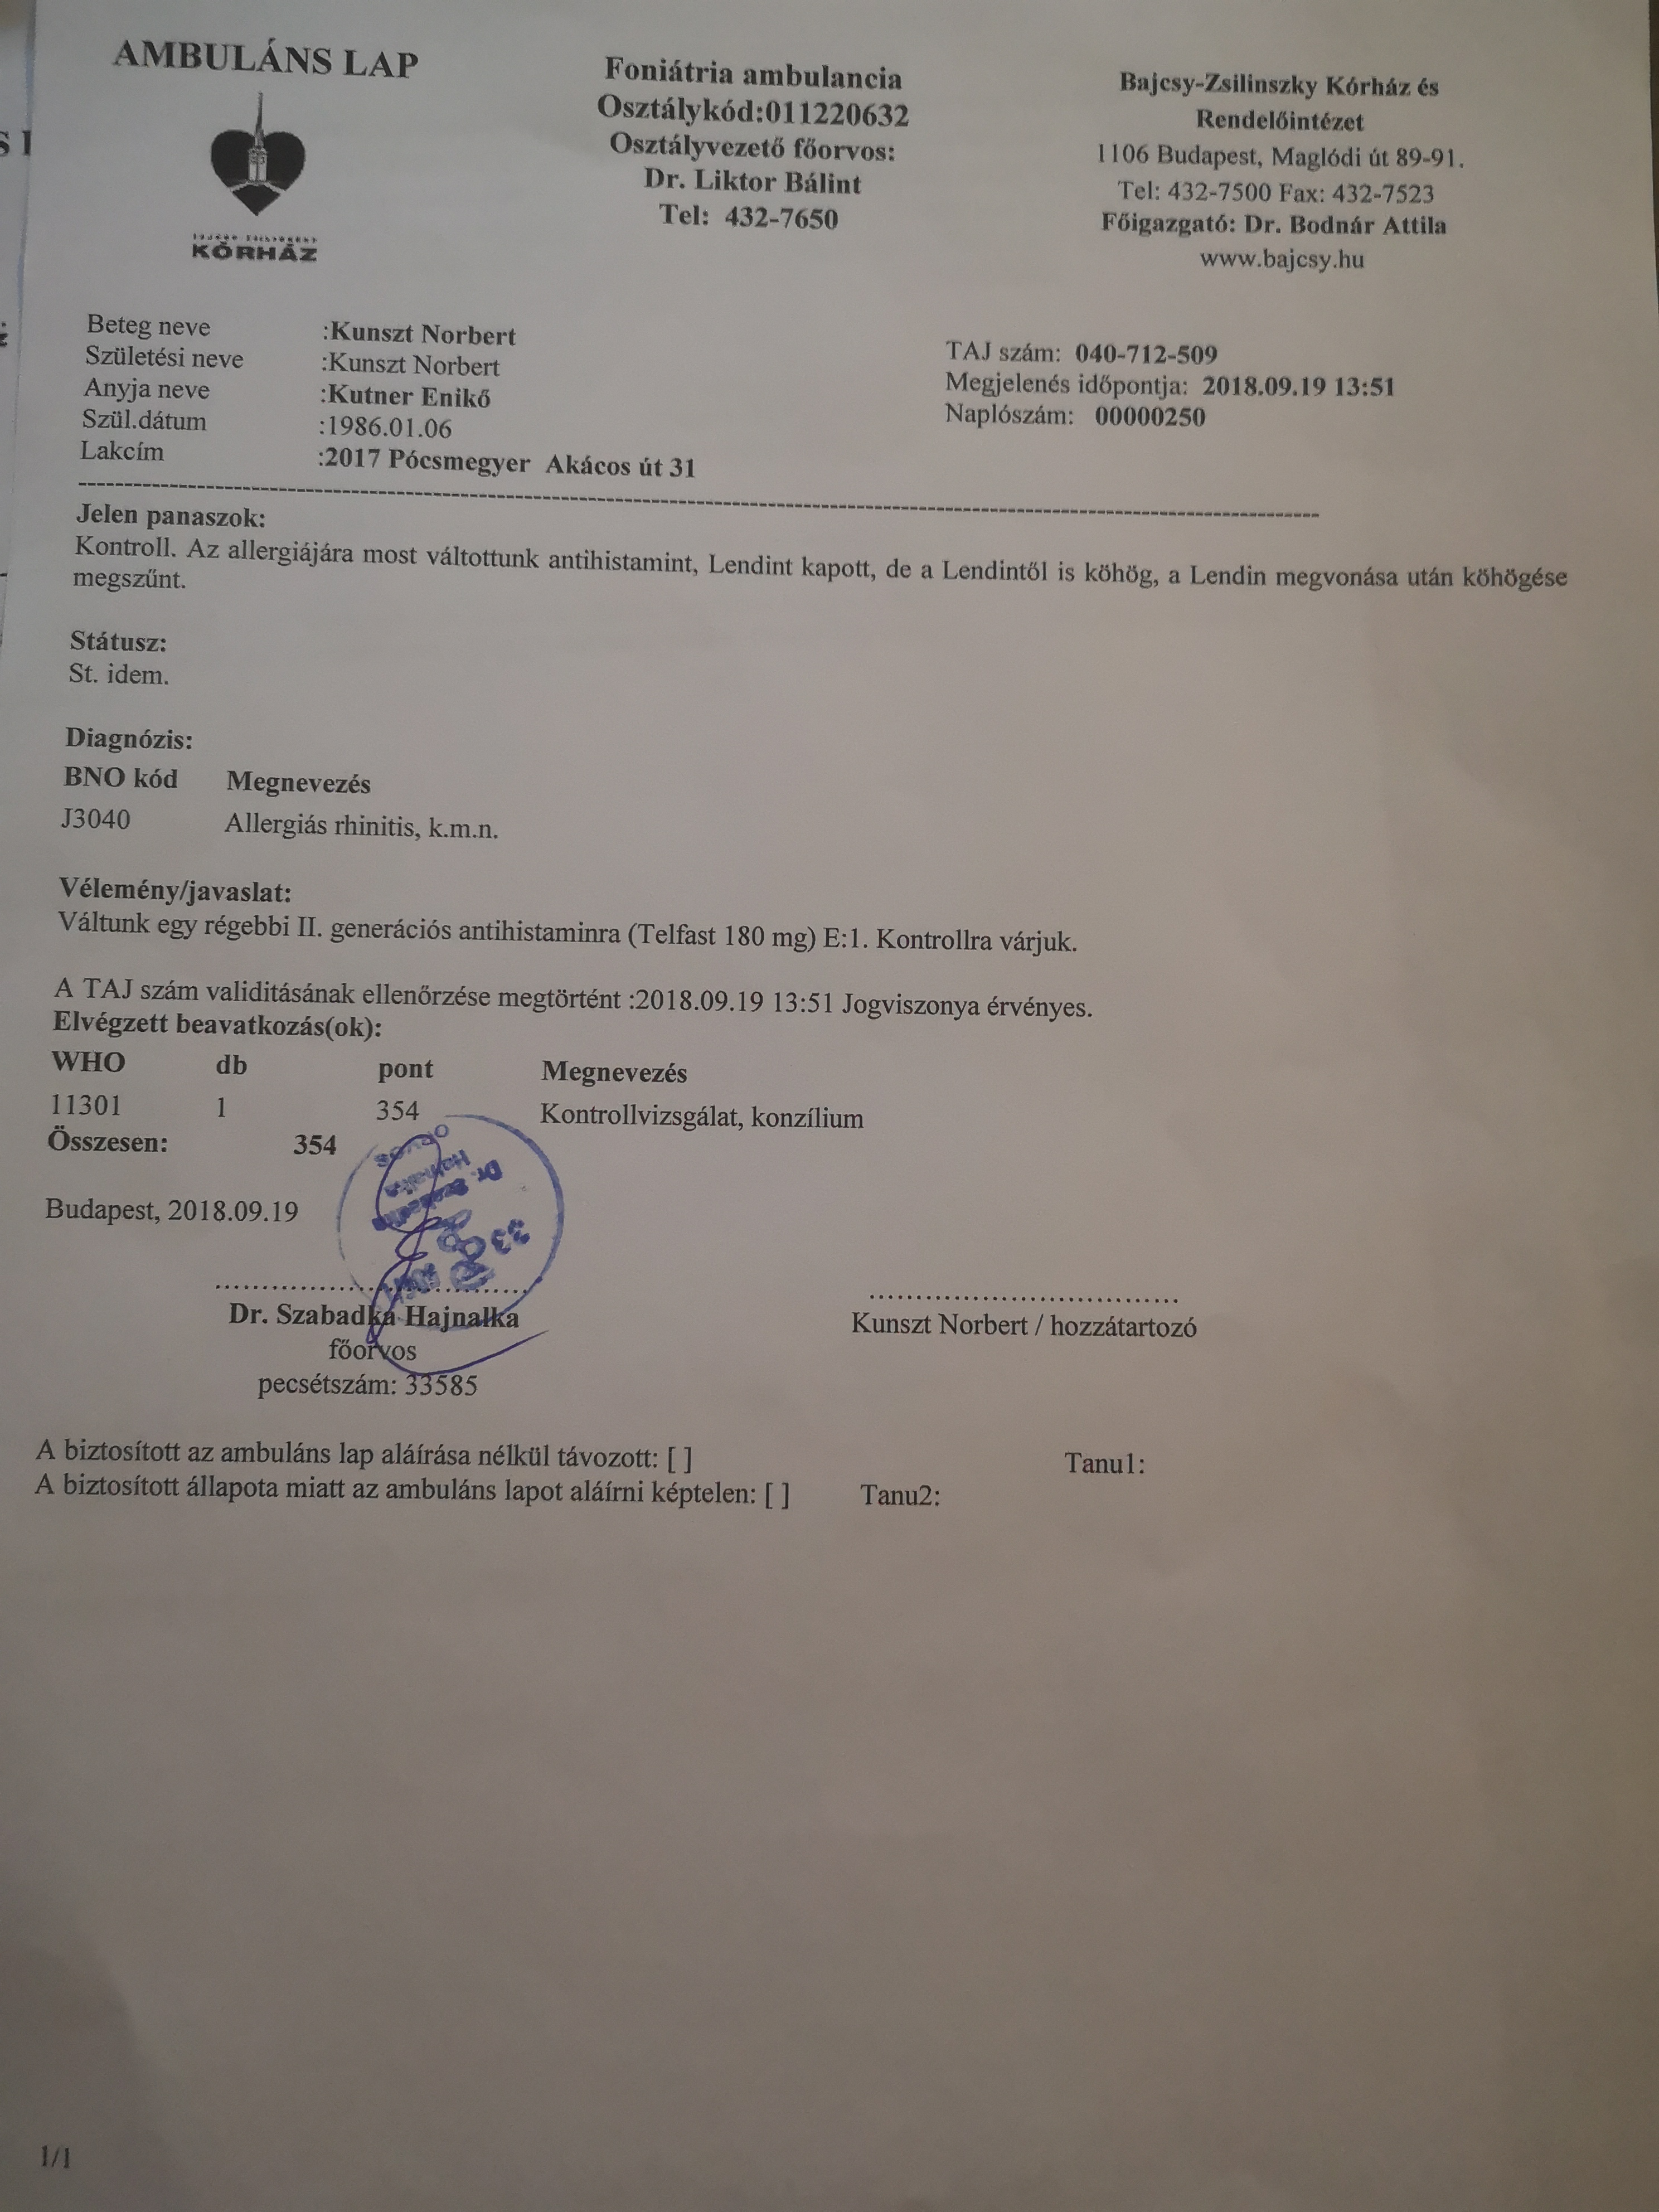 AMBULÁNS LAP
KÓRHÁZ
Foniátria ambulancia
Osztálykód:011220632
Osztályvezető főorvos:
Dr. Liktor Bálint
Tel: 432-7650
Bajcsy-Zsilinszky Kórház és
Rendelőintézet
1106 Budapest, Maglódi út 89-91.
Tel: 432-7500 Fax: 432-7523
Főigazgató: Dr. Bodnár Attila
www.bajcsy.hu
Beteg neve :Kunszt Norbert
Születési neve :Kunszt Norbert
Anyja neve :Kutner Enikő
Szül.dátum :1986.01.06
Lakcím :2017 Pócsmegyer Akácos út 31
TAJ szám: 040-712-509
Megjelenés időpontja: 2018.09.19 13:51
Naplószám: 00000250
Jelen panaszok:
Kontroll. Az allergiájára most váltottunk antihistamint, Lendint kapott, de a Lendintől is köhög, a Lendin megvonása után köhögése
megszűnt.
Státusz:
St. idem.
Diagnózis:
BNO kód Megnevezés
J3040 Allergiás rhinitis, k.m.n.
Vélemény/javaslat:
Váltunk egy régebbi II. generációs antihistaminra (Telfast 180 mg) E:1. Kontrollra várjuk.
A TAJ szám validitásának ellenőrzése megtörtént :2018.09.19 13:51 Jogviszonya érvényes.
Elvégzett beavatkozás(ok):
WHO db pont Megnevezés
11301 1 354 Kontrollvizsgálat, konzílium
Összesen: 354
Budapest, 2018.09.19
Dr. Szabadka Hajnalka
főorvos
pecsétszám: 33585
Kunszt Norbert / hozzátartozó
A biztosított az ambuláns lap aláírása nélkül távozott: [ ] Tanu1:
A biztosított állapota miatt az ambuláns lapot aláírni képtelen: [ ] Tanu2:
1/1